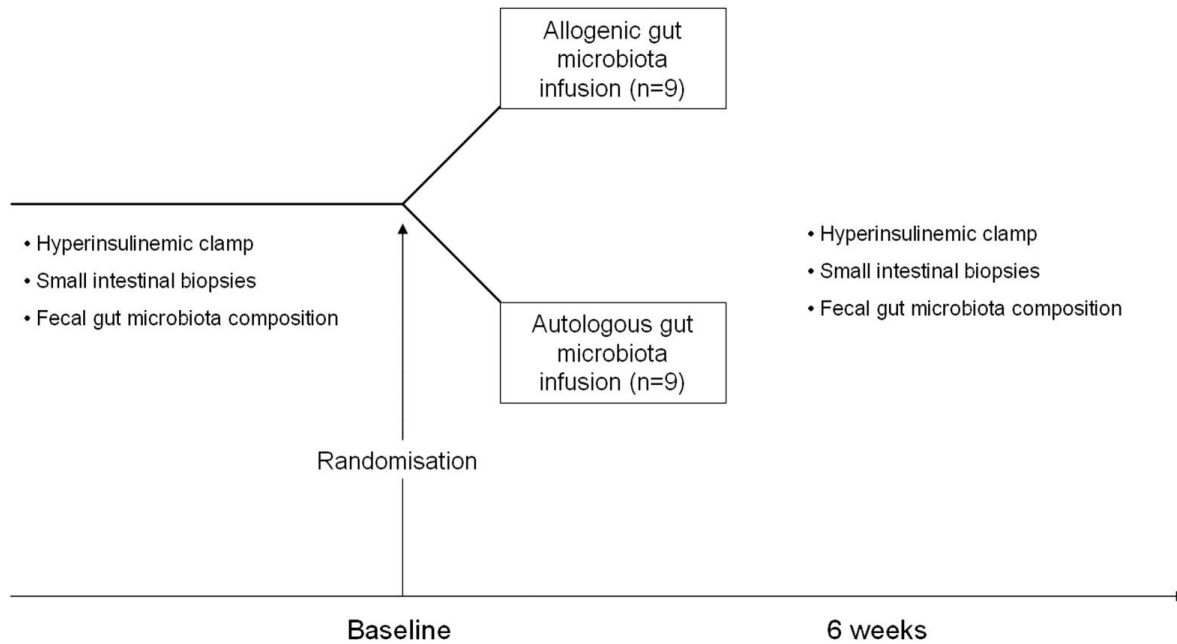 Allogenic gut
microbiota
infusion (n=9)
• Hyperinsulinemic clamp
• Small intestinal biopsies
• Fecal gut microbiota composition
• Hyperinsulinemic clamp
• Small intestinal biopsies
• Fecal gut microbiota composition
Autologous gut
microbiota
infusion (n=9)
Randomisation
Baseline
6 weeks